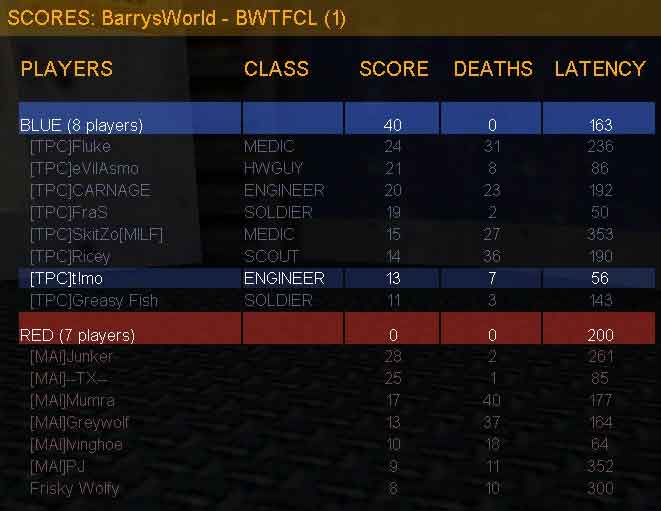 SCORES: BarrysWorld - BWTFCL (1)
PLAYERS CLASS SCORE DEATHS LATENCY
BLUE (8 players) 40 0 163
[TPC]Fluke MEDIC 24 31 236
[TPC]eVilAsmo HWGUY 21 8 86
[TPC]CARNAGE ENGINEER 20 23 192
[TPC]FraS SOLDIER 19 2 50
[TPC]SkitZo[MILF] MEDIC 15 27 353
[TPC]Ricey SCOUT 14 36 190
[TPC]t!mo ENGINEER 13 7 56
[TPC]Greasy Fish SOLDIER 11 3 143
RED (7 players) 0 0 200
[MAI]Junker 28 2 261
[MAI]--TX-- 25 1 85
[MAI]Mumra 17 40 177
[MAI]Greywolf 13 37 164
[MAI]Ivinghoe 10 18 64
[MAI]PJ 9 11 352
Frisky Wolfy 8 10 300